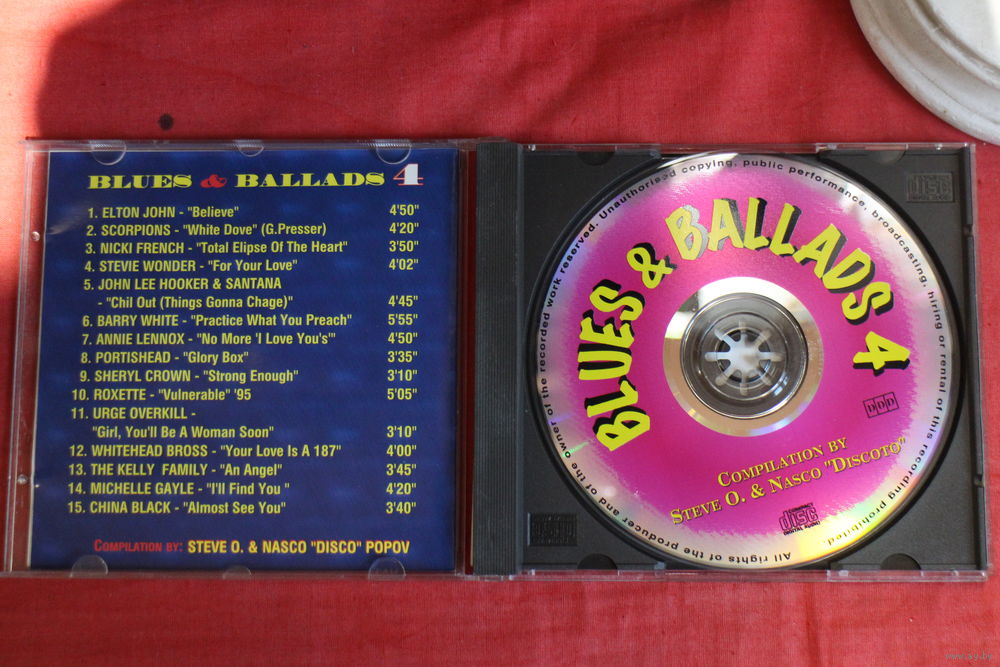 BLUES & BALLADS 4
1. ELTON JOHN - "Believe" 4'50"
2. SCORPIONS - "White Dove" (G.Presser) 4'20"
3. NICKI FRENCH - "Total Elipse Of The Heart" 3'50"
4. STEVIE WONDER - "For Your Love" 4'02"
5. JOHN LEE HOOKER & SANTANA
- "Chil Out (Things Gonna Chage)" 4'45"
6. BARRY WHITE - "Practice What You Preach" 5'55"
7. ANNIE LENNOX - "No More 'I Love You's'" 4'50"
8. PORTISHEAD - "Glory Box" 3'35"
9. SHERYL CROWN - "Strong Enough" 3'10"
10. ROXETTE - "Vulnerable" '95 5'05"
11. URGE OVERKILL -
"Girl, You'll Be A Woman Soon" 3'10"
12. WHITEHEAD BROSS - "Your Love Is A 187" 4'00"
13. THE KELLY FAMILY - "An Angel" 3'45"
14. MICHELLE GAYLE - "I'll Find You " 4'20"
15. CHINA BLACK - "Almost See You" 3'40"
COMPILATION BY: STEVE O. & NASCO "DISCO" POPOV
All rights of the producer and of the owner of the recorded work reserved. Unauthorised copying, public performance, broadcasting, hiring or rental of this recording prohibited.
BLUES & BALLADS 4
DDD
COMPILATION BY
STEVE O. & NASCO "DISCOTO"
COMPACT
disc
DIGITAL AUDIO
disc